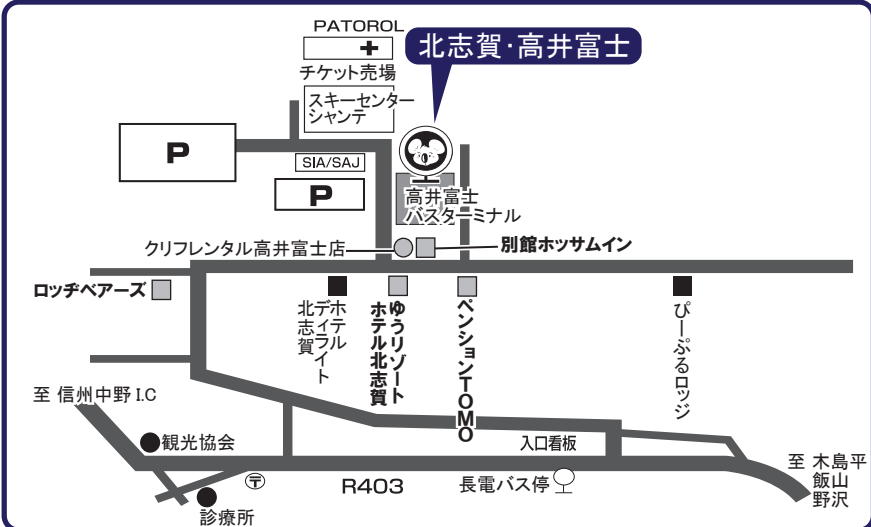 PATOROL
北志賀・高井富士
チケット売場
スキーセンター
シャンテ
P
SIA/SAJ
P
高井富士
バスターミナル
クリフレンタル高井富士店
別館ホッサムイン
ロッヂベアーズ
ホテル
ディライト
北志賀
ゆうリゾート
ホテル北志賀
ペンションTOMO
ぴーぷるロッジ
至 信州中野 I.C
観光協会
入口看板
〒
R403
長電バス停
至 木島平
飯山
野沢
診療所